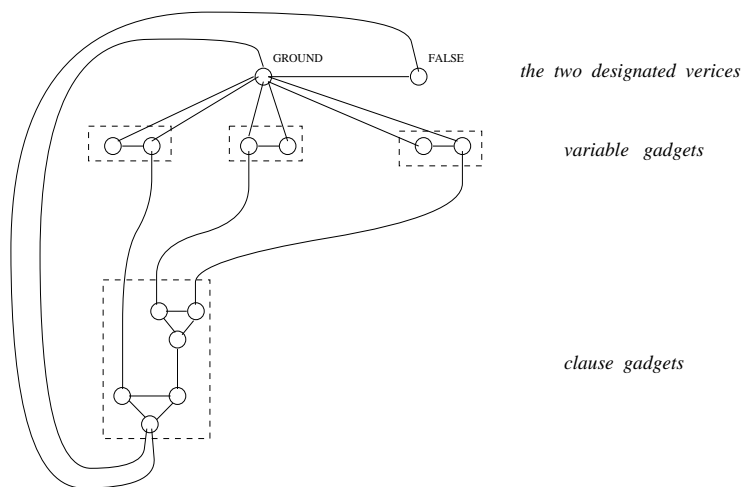 GROUND
FALSE
the two designated verices
variable gadgets
clause gadgets